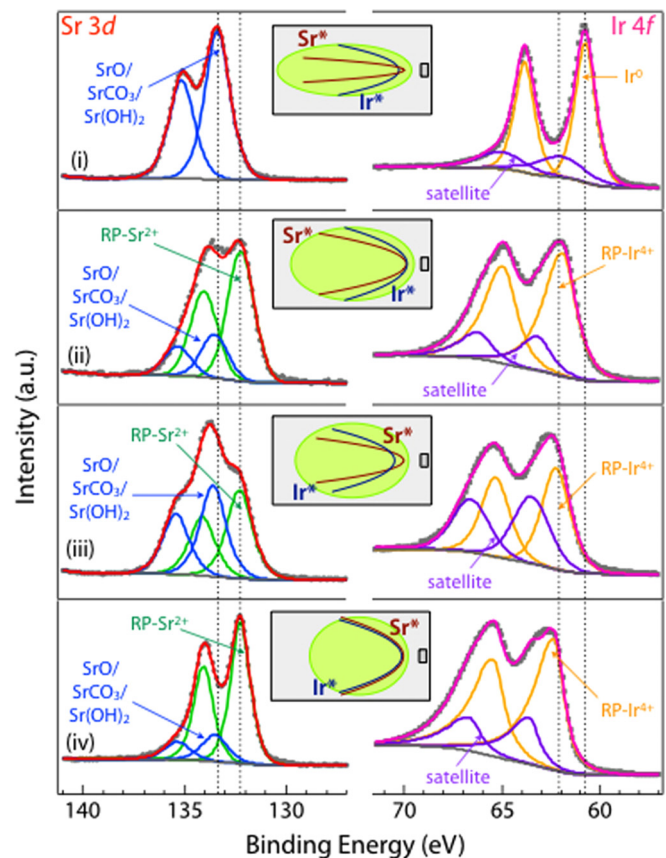 Sr 3d
Ir 4f
SrO/
SrCO₃/
Sr(OH)₂
Sr*
Ir*
Ir⁰
satellite
(i)
RP-Sr²⁺
SrO/
SrCO₃/
Sr(OH)₂
Sr*
Ir*
RP-Ir⁴⁺
satellite
(ii)
RP-Sr²⁺
SrO/
SrCO₃/
Sr(OH)₂
Sr*
Ir*
RP-Ir⁴⁺
satellite
(iii)
RP-Sr²⁺
SrO/
SrCO₃/
Sr(OH)₂
Sr*
Ir*
RP-Ir⁴⁺
satellite
(iv)
Intensity (a.u.)
140 135 130 70 65 60
Binding Energy (eV)